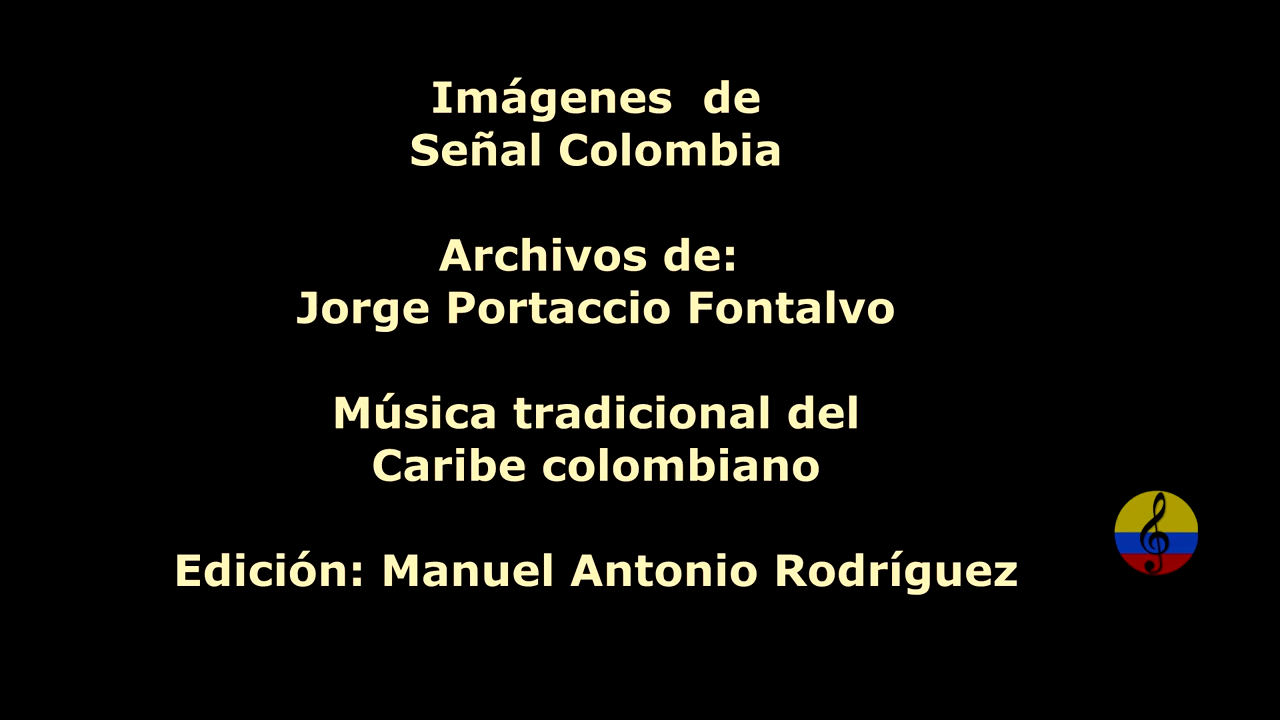 Imágenes de
Señal Colombia
Archivos de:
Jorge Portaccio Fontalvo
Música tradicional del
Caribe colombiano
Edición: Manuel Antonio Rodríguez